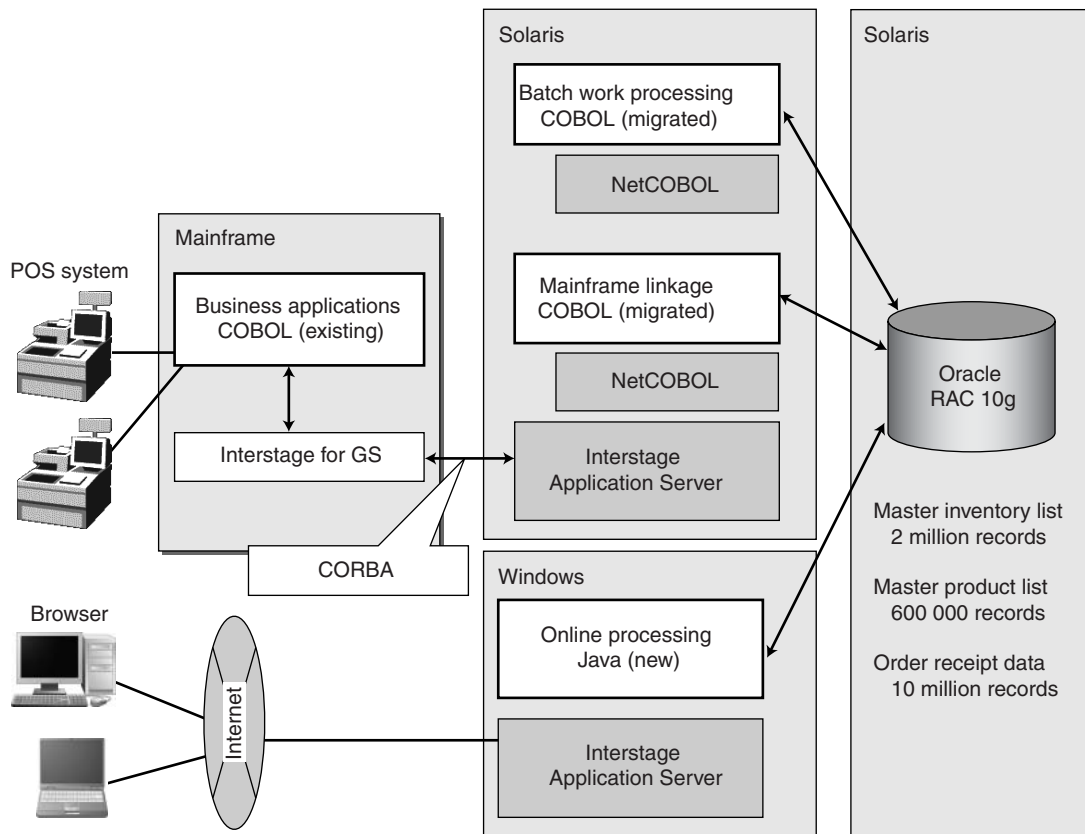 Solaris
Batch work processing
COBOL (migrated)
NetCOBOL
Mainframe linkage
COBOL (migrated)
NetCOBOL
Interstage
Application Server
Solaris
Oracle
RAC 10g
Master inventory list
2 million records
Master product list
600 000 records
Order receipt data
10 million records
POS system
Mainframe
Business applications
COBOL (existing)
Interstage for GS
CORBA
Browser
Internet
Windows
Online processing
Java (new)
Interstage
Application Server